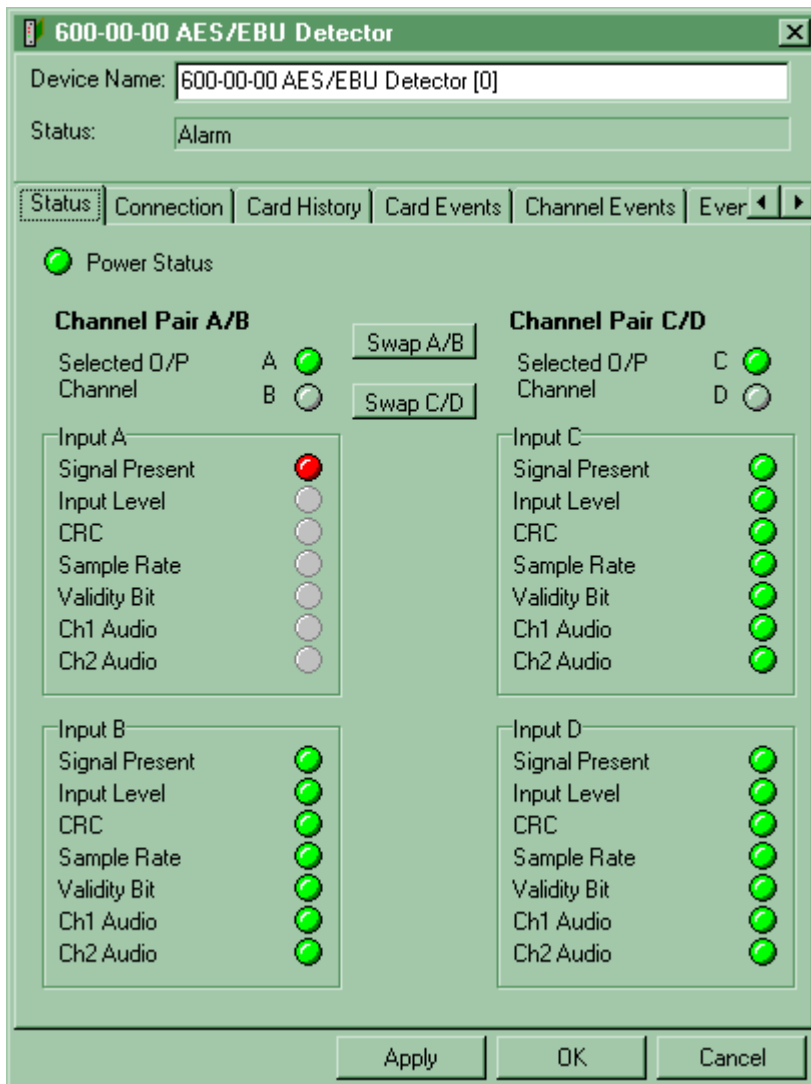 600-00-00 AES/EBU Detector
Device Name: 600-00-00 AES/EBU Detector [0]
Status: Alarm
Status Connection Card History Card Events Channel Events Ever
Power Status
Channel Pair A/B
Selected O/P Channel
A
B
Swap A/B
Swap C/D
Channel Pair C/D
Selected O/P Channel
C
D
Input A
Signal Present
Input Level
CRC
Sample Rate
Validity Bit
Ch1 Audio
Ch2 Audio
Input C
Signal Present
Input Level
CRC
Sample Rate
Validity Bit
Ch1 Audio
Ch2 Audio
Input B
Signal Present
Input Level
CRC
Sample Rate
Validity Bit
Ch1 Audio
Ch2 Audio
Input D
Signal Present
Input Level
CRC
Sample Rate
Validity Bit
Ch1 Audio
Ch2 Audio
Apply OK Cancel